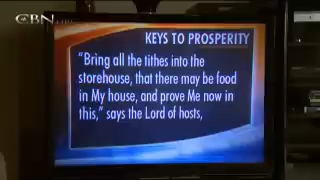 CBN
KEYS TO PROSPERITY
“Bring all the tithes into the
storehouse, that there may be food
in My house, and prove Me now in
this,” says the Lord of hosts,